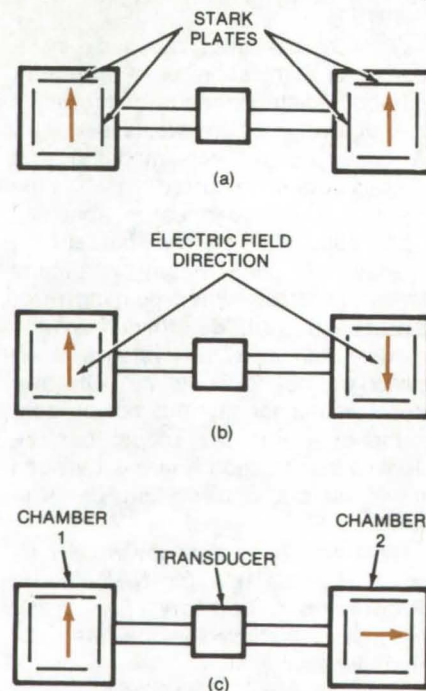 STARK
PLATES
(a)
ELECTRIC FIELD
DIRECTION
(b)
CHAMBER
1
TRANSDUCER
CHAMBER
2
(c)